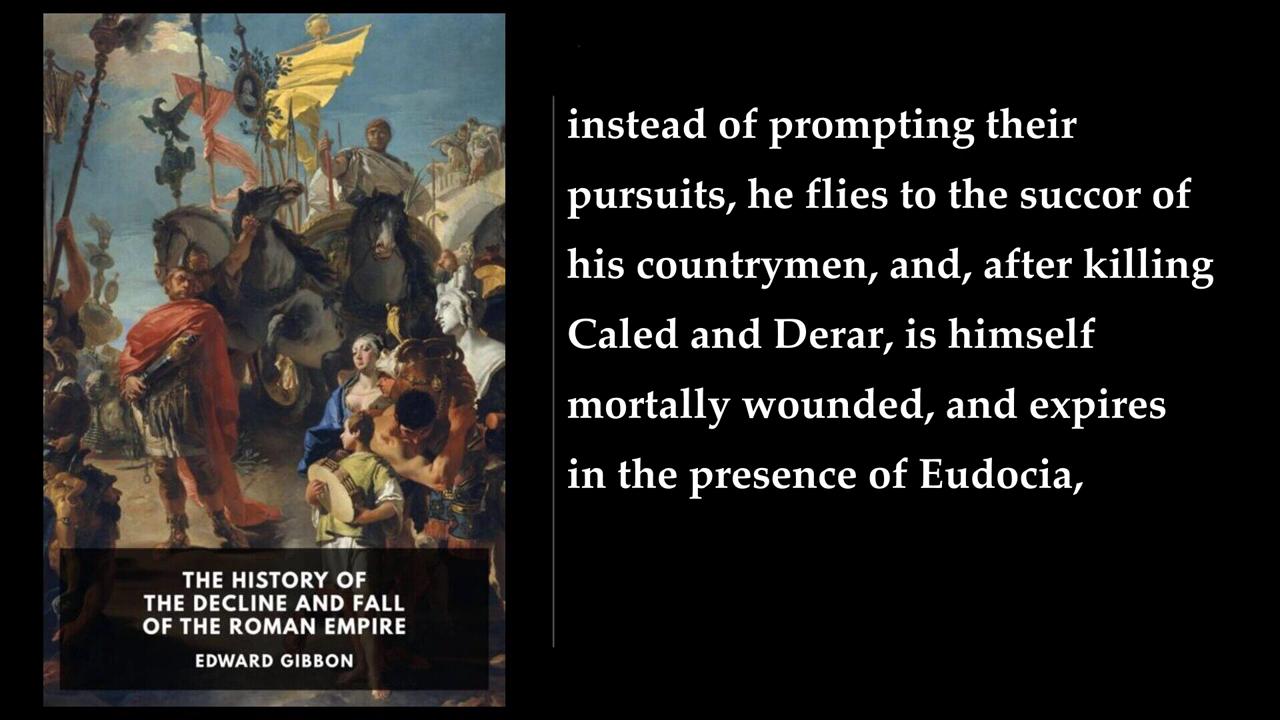 instead of prompting their
pursuits, he flies to the succor of
his countrymen, and, after killing
Caled and Derar, is himself
mortally wounded, and expires
in the presence of Eudocia,
THE HISTORY OF
THE DECLINE AND FALL
OF THE ROMAN EMPIRE
EDWARD GIBBON